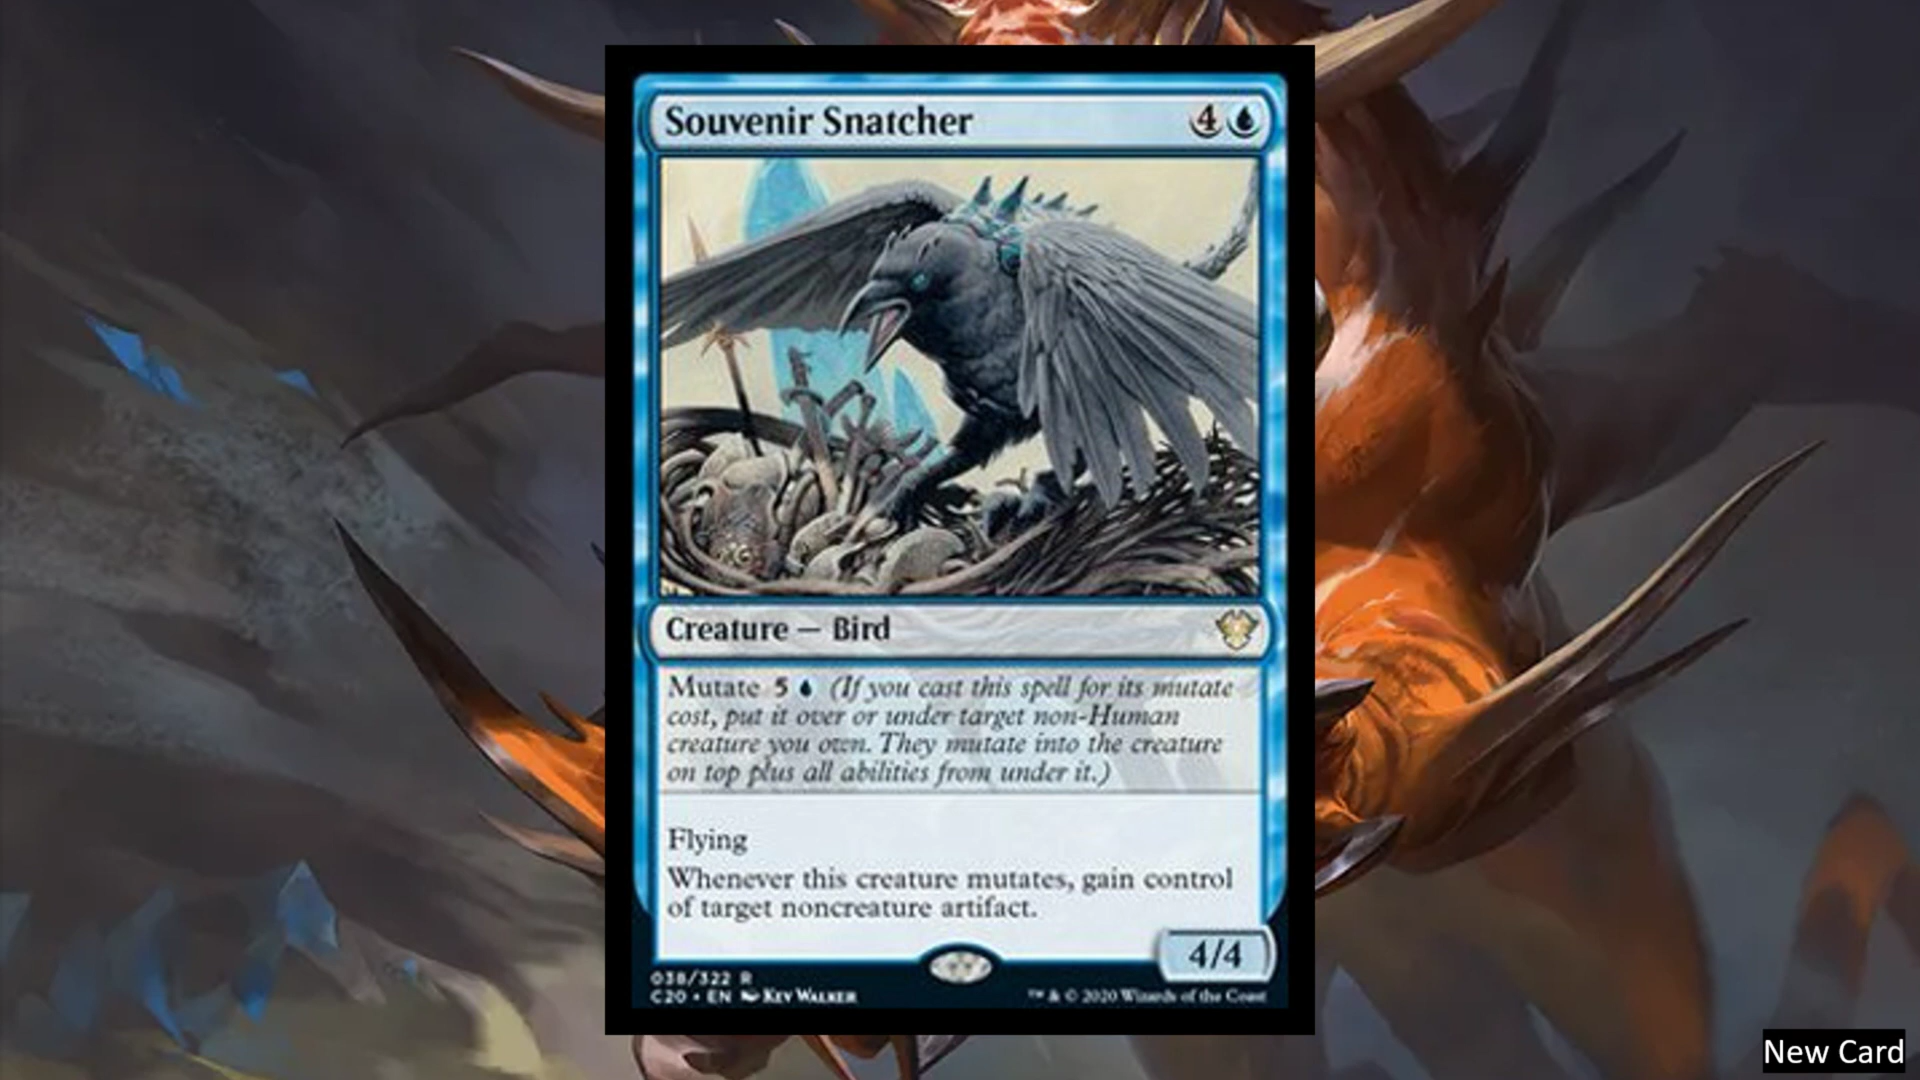 Souvenir Snatcher 4
Creature — Bird
Mutate 5 (If you cast this spell for its mutate
cost, put it over or under target non-Human
creature you own. They mutate into the creature
on top plus all abilities from under it.)
Flying
Whenever this creature mutates, gain control
of target noncreature artifact.
4/4
038/322 R
C20 • EN Kev Walker
™ & © 2020 Wizards of the Coast
New Card